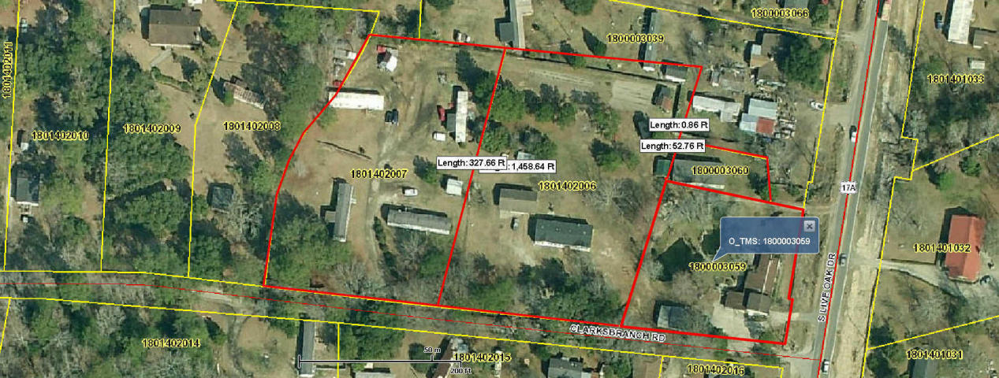 1800003066
1800003039
1801402011
1801401033
1801402009
1801402008
1801402010
Length: 0.86 Ft
Length: 52.76 Ft
Length: 327.66 Ft
: 1,458.64 Ft
1801402007
1800003060
1801402006
17A
O_TMS: 1800003059
1801401032
1800003059
S LIVE OAK DR
CLARKSBRANCH RD
1801402014
50 m
200 ft
1801402015
1801402016
1801401031